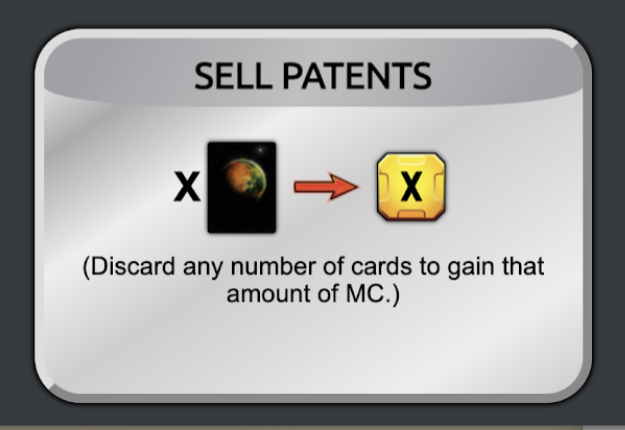 SELL PATENTS
X X
(Discard any number of cards to gain that
amount of MC.)